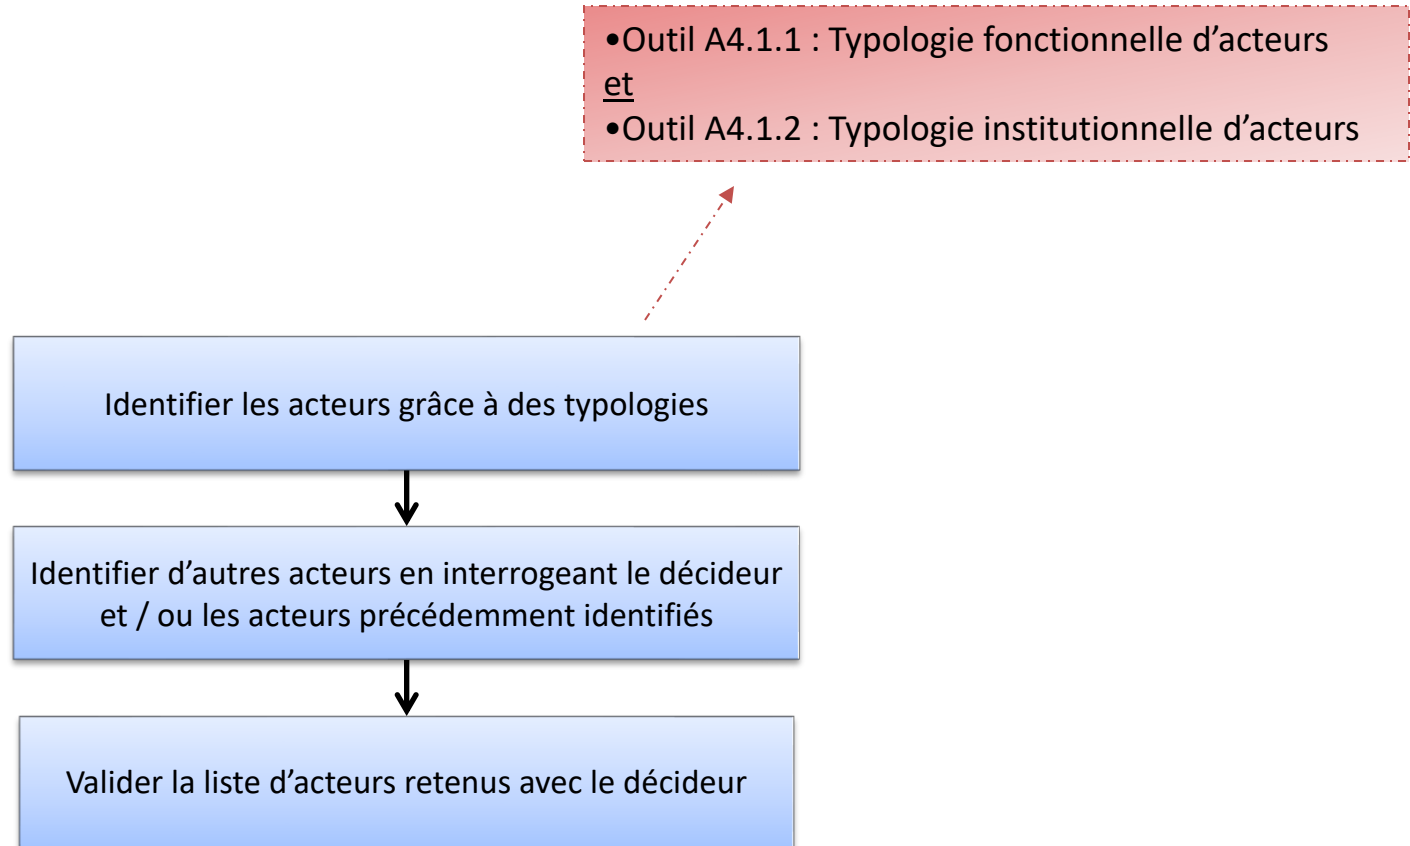 •Outil A4.1.1 : Typologie fonctionnelle d’acteurs
et
•Outil A4.1.2 : Typologie institutionnelle d’acteurs
Identifier les acteurs grâce à des typologies
Identifier d’autres acteurs en interrogeant le décideur
et / ou les acteurs précédemment identifiés
Valider la liste d’acteurs retenus avec le décideur